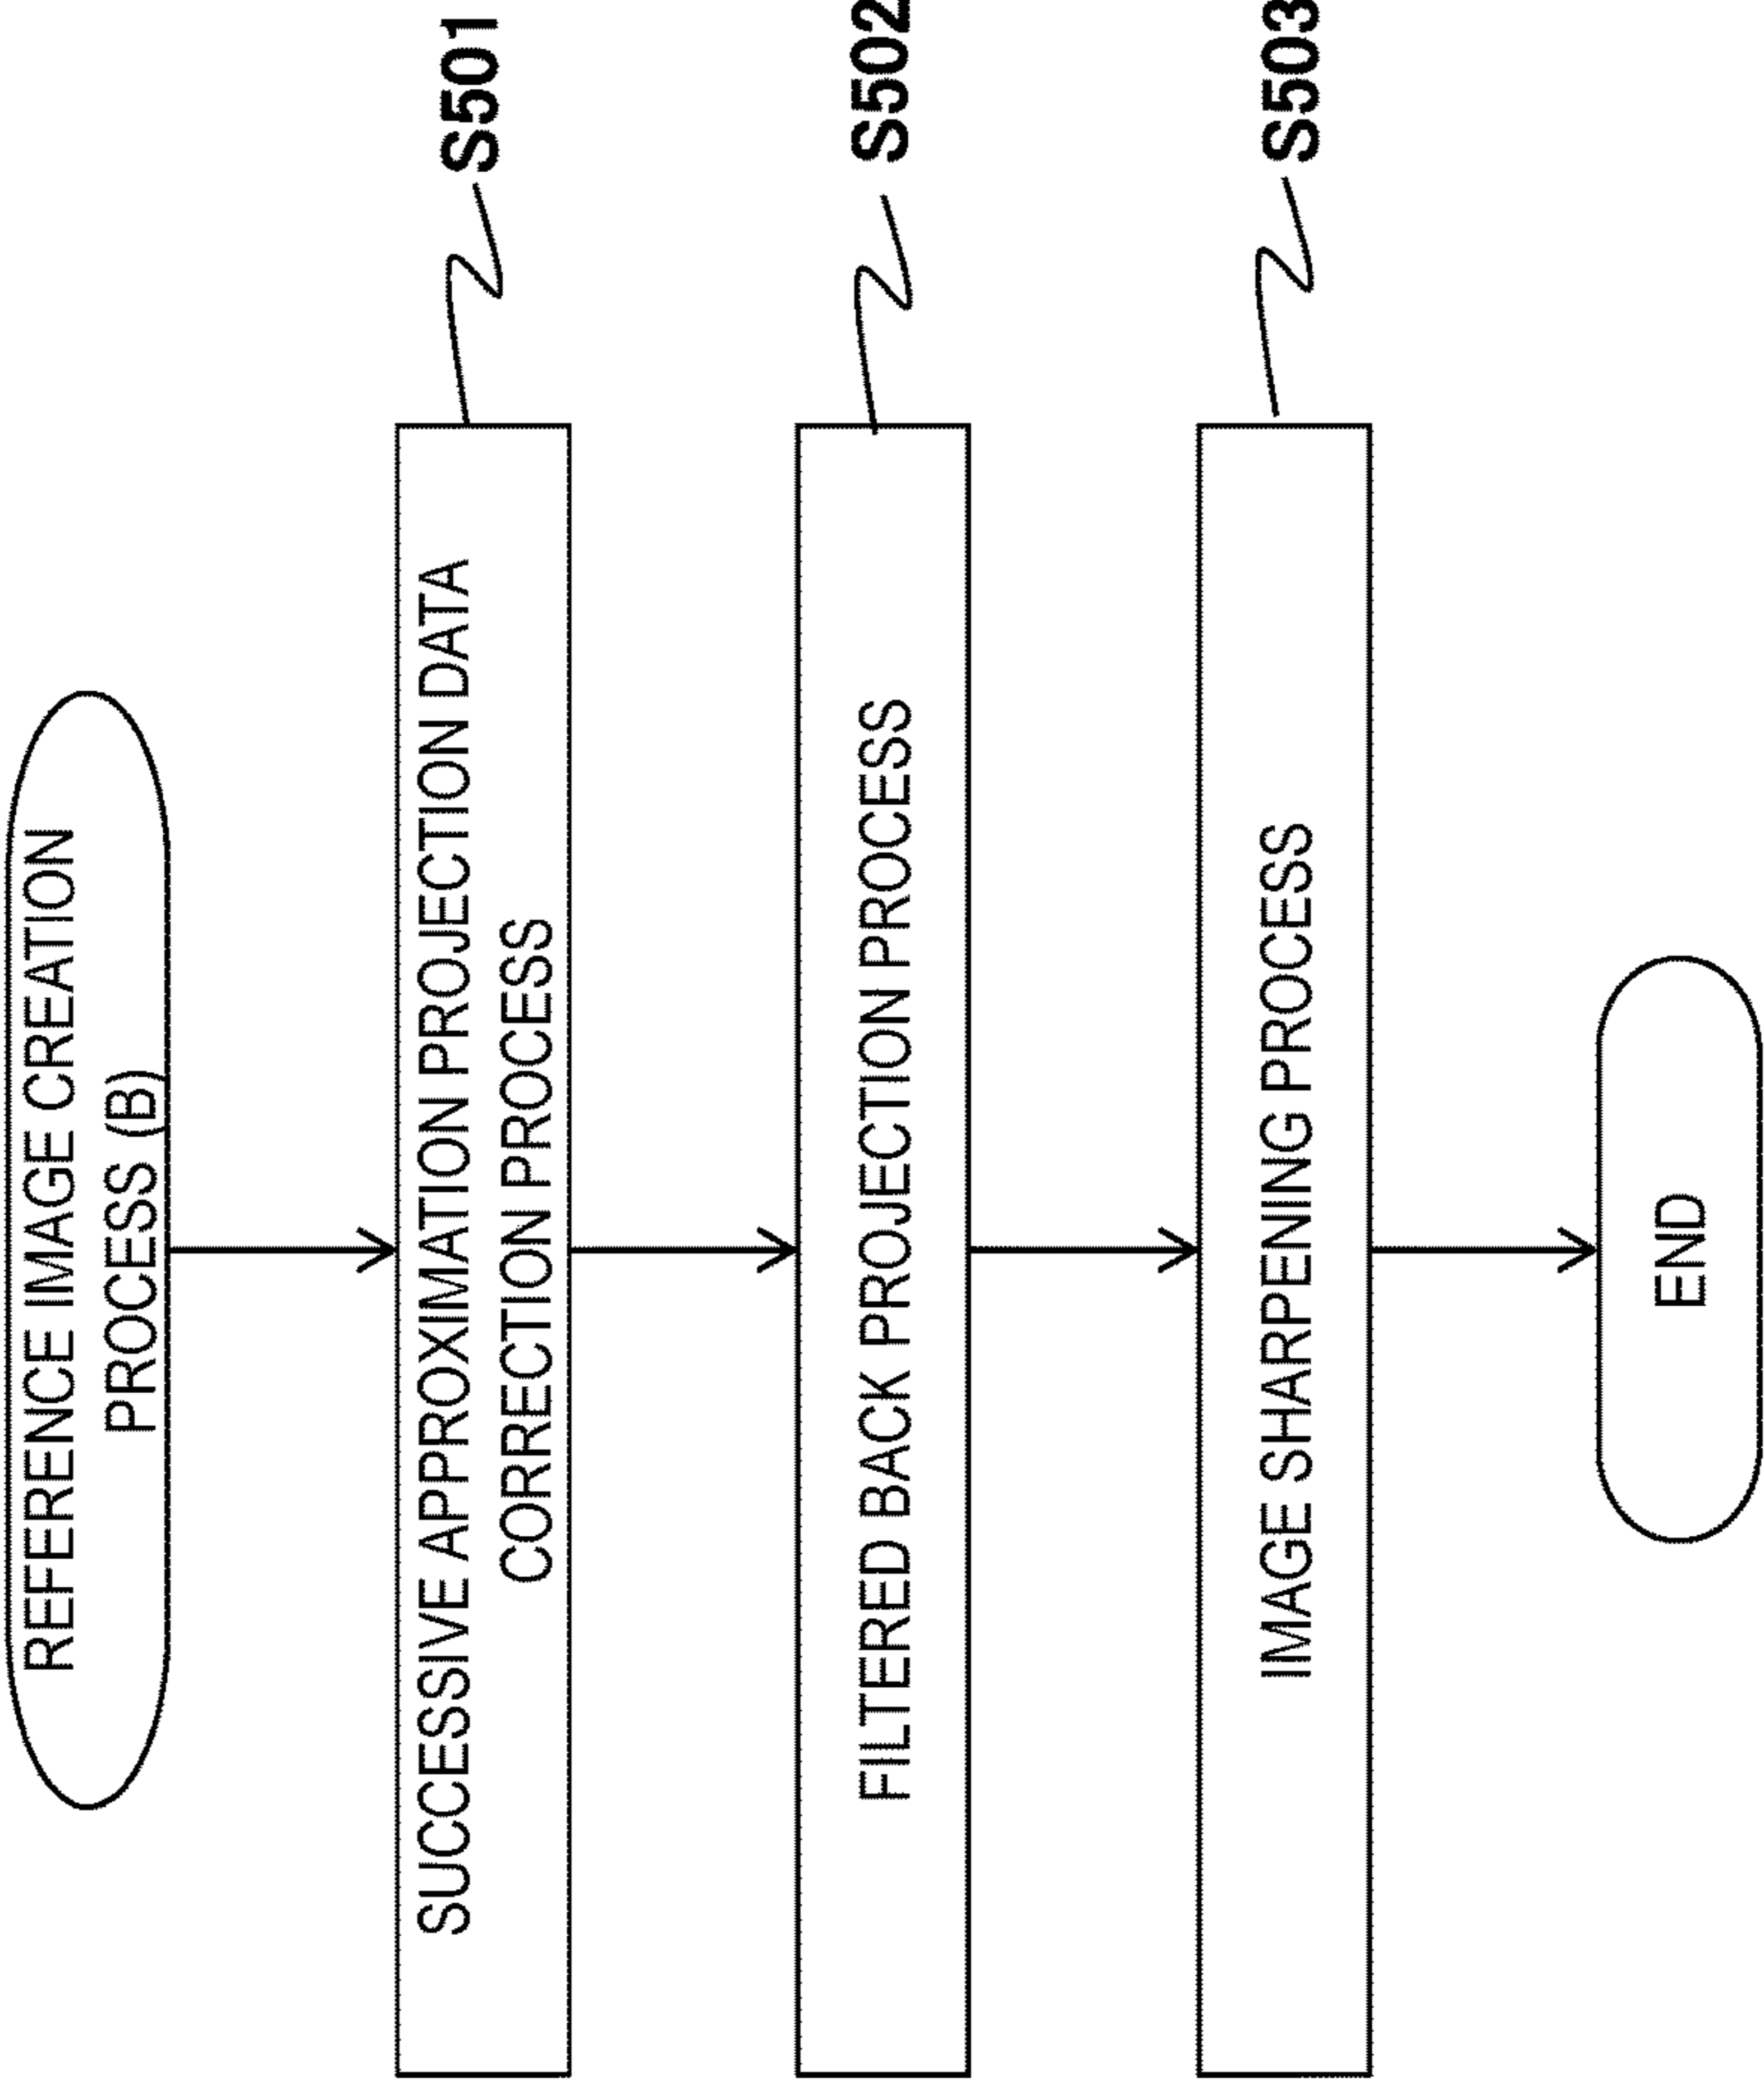 REFERENCE IMAGE CREATION
PROCESS (B)
SUCCESSIVE APPROXIMATION PROJECTION DATA
CORRECTION PROCESS
S501
FILTERED BACK PROJECTION PROCESS
S502
IMAGE SHARPENING PROCESS
S503
END